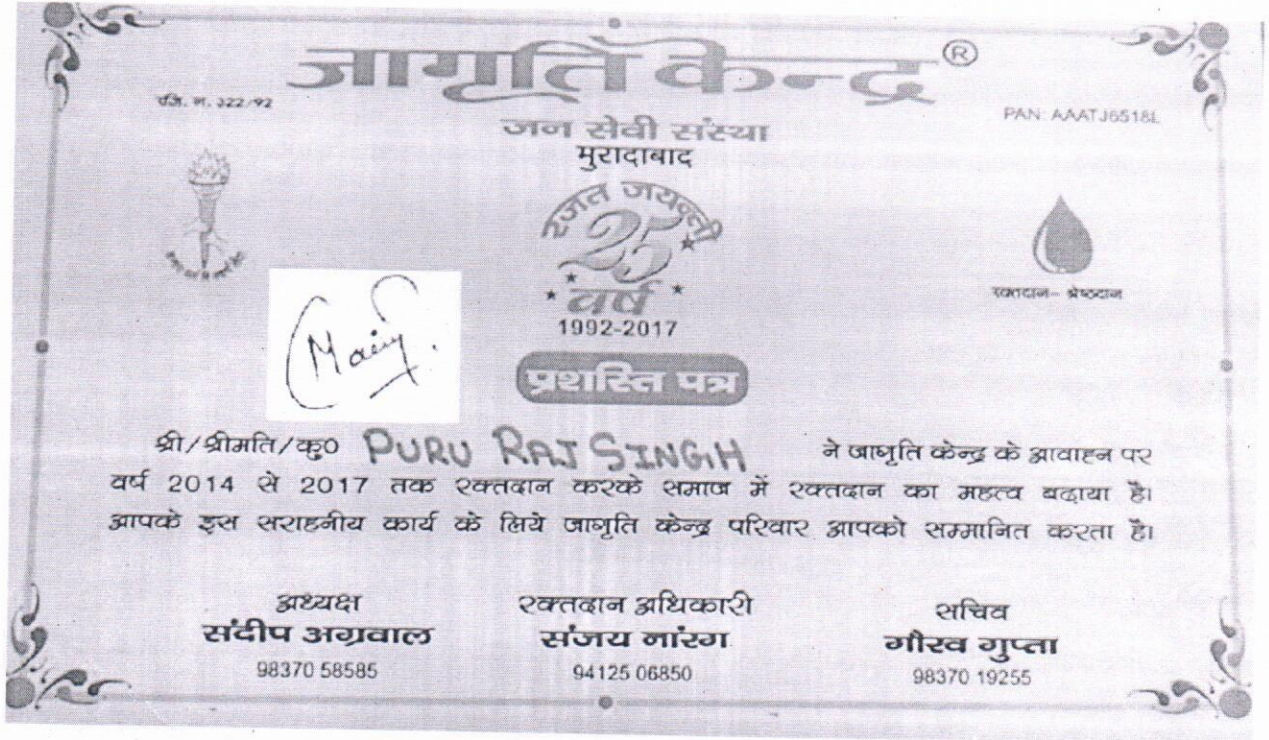 जागृति केन्द्र ®
रजि. न. 322/92
PAN: AAATJ6518L
जन सेवी संस्था
मुरादाबाद
रजत जयन्ती
25
वर्ष
1992-2017
रक्तदान- श्रेष्ठदान
प्रशस्ति पत्र
श्री/श्रीमति/कु0 PURU RAJ SINGH ने जागृति केन्द्र के आवाहन पर
वर्ष 2014 से 2017 तक रक्तदान करके समाज में रक्तदान का महत्व बढ़ाया है।
आपके इस सराहनीय कार्य के लिये जागृति केन्द्र परिवार आपको सम्मानित करता है।
अध्यक्ष रक्तदान अधिकारी सचिव
संदीप अग्रवाल संजय नारंग गौरव गुप्ता
98370 58585 94125 06850 98370 19255